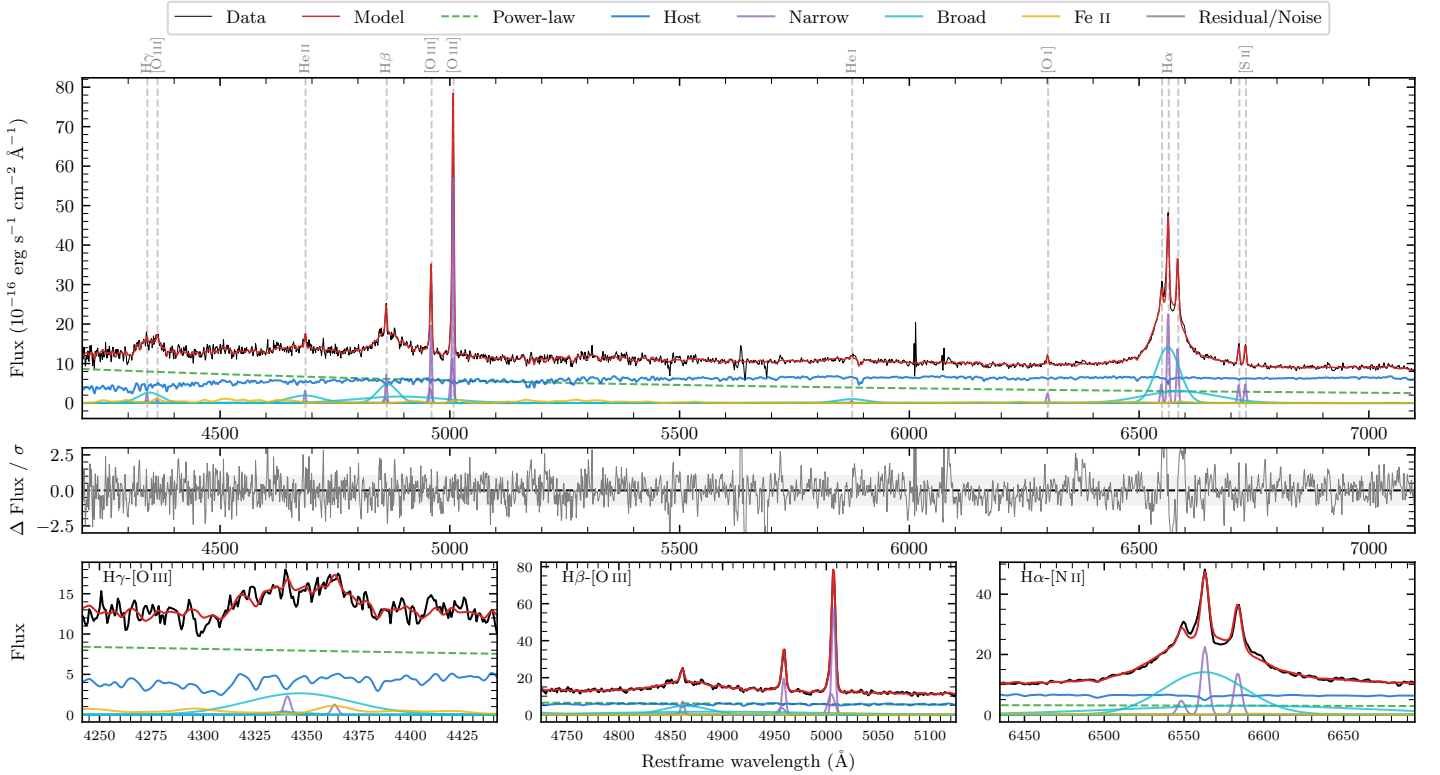 Data Model Power-law Host Narrow Broad Fe II Residual/Noise
Hγ [O III] He II Hβ [O III] [O III] He I [O I] Hα [S II]
Flux (10−16 erg s−1 cm−2 Å−1)
80
70
60
50
40
30
20
10
0
4500 5000 5500 6000 6500 7000
Δ Flux / σ
2.5
0.0
−2.5
4500 5000 5500 6000 6500 7000
Hγ-[O III]
Flux
15
10
5
0
4250 4275 4300 4325 4350 4375 4400 4425
Hβ-[O III]
80
60
40
20
0
4750 4800 4850 4900 4950 5000 5050 5100
Hα-[N II]
40
20
0
6450 6500 6550 6600 6650
Restframe wavelength (Å)